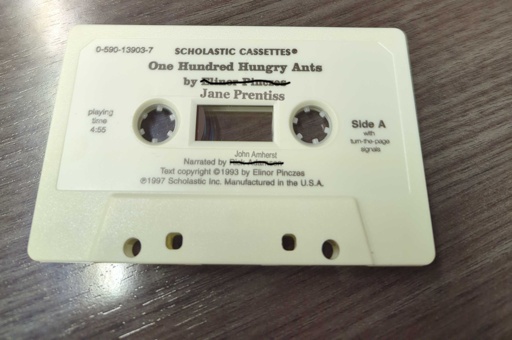 0-590-13903-7 SCHOLASTIC CASSETTES®
One Hundred Hungry Ants
by Elinor Pinczes
Jane Prentiss
playing
time
4:55
Side A
with
turn-the-page
signals
John Amherst
Narrated by
Text copyright ©1993 by Elinor Pinczes
℗1997 Scholastic Inc. Manufactured in the U.S.A.